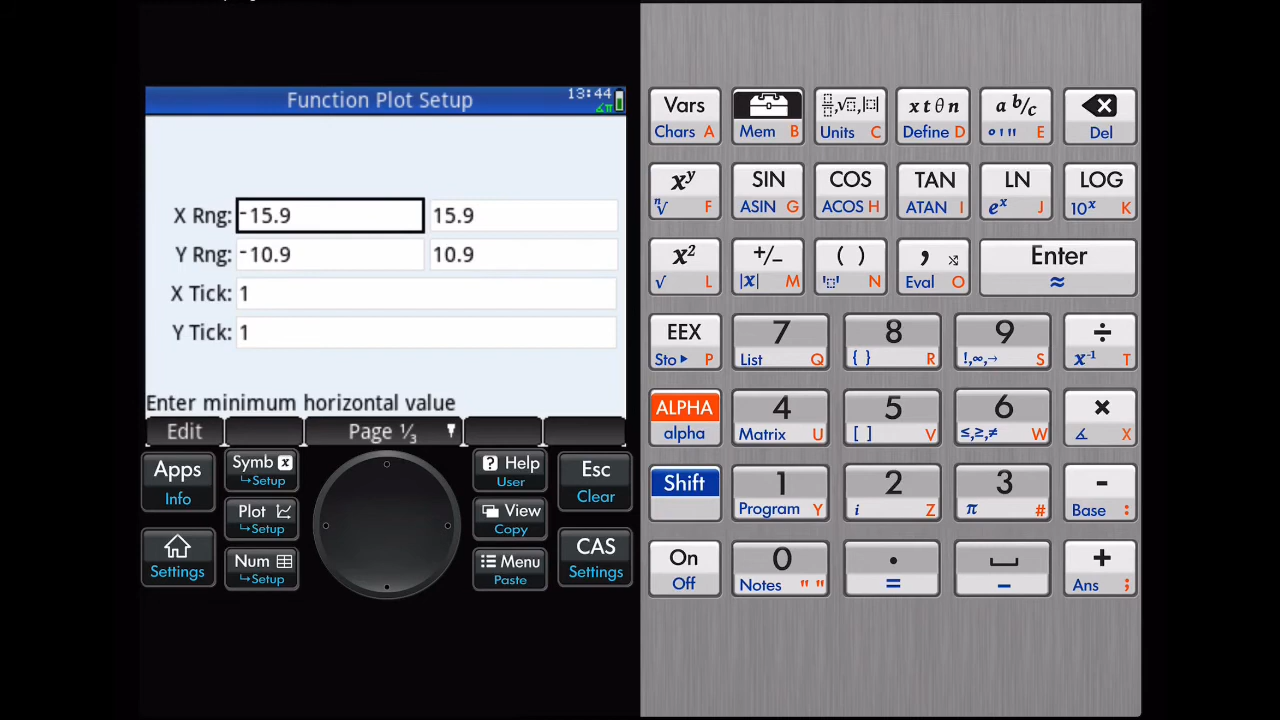 Function Plot Setup
13:44
∡π
X Rng: -15.9 15.9
Y Rng: -10.9 10.9
X Tick: 1
Y Tick: 1
Enter minimum horizontal value
Edit Page ⅓
Apps
Info
Symb x
↳Setup
Plot
↳Setup
Num
↳Setup
Settings
? Help
User
View
Copy
Menu
Paste
Esc
Clear
CAS
Settings
Vars
Chars A
Mem B
Units C
x t θ n
Define D
a b/c
° ' " E
Del
xʸ
ⁿ√ F
SIN
ASIN G
COS
ACOS H
TAN
ATAN I
LN
eˣ J
LOG
10ˣ K
x²
√ L
+/−
|x| M
( )
N
,
Eval O
Enter
≈
EEX
Sto ▸ P
7
List Q
8
{ } R
9
!,∞,→ S
÷
x⁻¹ T
ALPHA
alpha
4
Matrix U
5
[ ] V
6
≤,≥,≠ W
×
∡ X
Shift
1
Program Y
2
i Z
3
π #
-
Base :
On
Off
0
Notes " "
.
=
␣
_
+
Ans ;